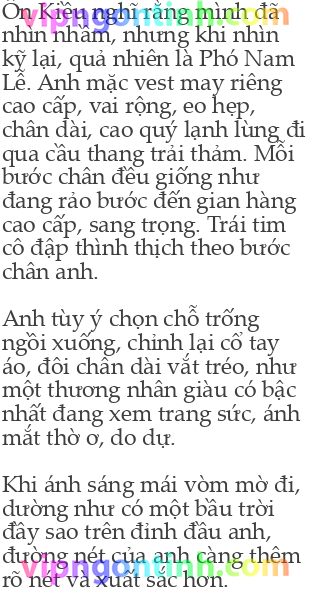 Ôn Kiều nghĩ rằng mình đã
nhìn nhầm, nhưng khi nhìn
kỹ lại, quả nhiên là Phó Nam
Lễ. Anh mặc vest may riêng
cao cấp, vai rộng, eo hẹp,
chân dài, cao quý lạnh lùng đi
qua cầu thang trải thảm. Mỗi
bước chân đều giống như
đang rảo bước đến gian hàng
cao cấp, sang trọng. Trái tim
cô đập thình thịch theo bước
chân anh.

Anh tùy ý chọn chỗ trống
ngồi xuống, chỉnh lại cổ tay
áo, đôi chân dài vắt tréo, như
một thương nhân giàu có bậc
nhất đang xem trang sức, ánh
mắt thờ ơ, do dự.

Khi ánh sáng mái vòm mờ đi,
dường như có một bầu trời
đầy sao trên đỉnh đầu anh,
đường nét của anh càng thêm
rõ nét và xuất sắc hơn.
vipngontinh.com
vipngontinh.com